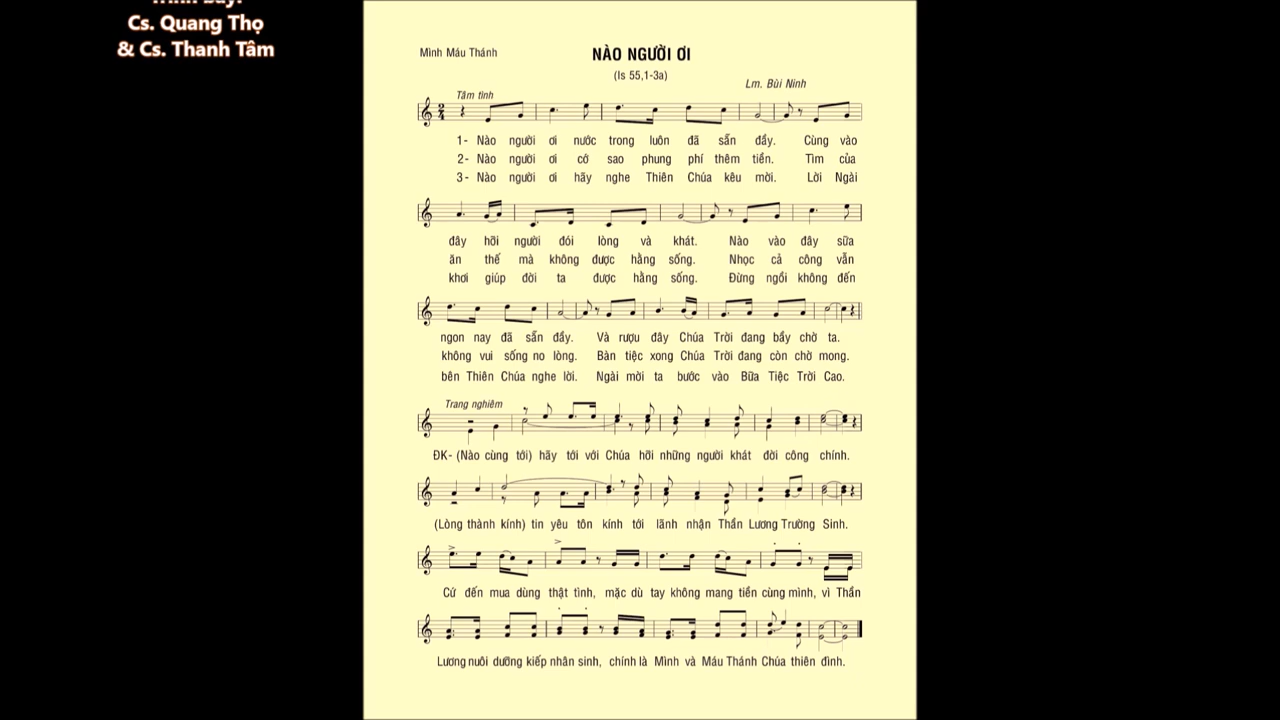 Trình bày:
Cs. Quang Thọ
& Cs. Thanh Tâm
Mình Máu Thánh
NÀO NGƯỜI ƠI
(Is 55,1-3a)
Lm. Bùi Ninh
Tâm tình
1- Nào người ơi nước trong luôn đã sẵn đầy. Cùng vào
2- Nào người ơi cớ sao phung phí thêm tiền. Tìm của
3- Nào người ơi hãy nghe Thiên Chúa kêu mời. Lời Ngài
đây hỡi người đói lòng và khát. Nào vào đây sữa
ăn thế mà không được hằng sống. Nhọc cả công vẫn
khơi giúp đời ta được hằng sống. Đừng ngồi không đến
ngon nay đã sẵn đầy. Và rượu đây Chúa Trời đang bầy chờ ta.
không vui sống no lòng. Bàn tiệc xong Chúa Trời đang còn chờ mong.
bên Thiên Chúa nghe lời. Ngài mời ta bước vào Bữa Tiệc Trời Cao.
Trang nghiêm
ĐK- (Nào cùng tới) hãy tới với Chúa hỡi những người khát đời công chính.
(Lòng thành kính) tin yêu tôn kính tới lãnh nhận Thần Lương Trường Sinh.
Cứ đến mua dùng thật tình, mặc dù tay không mang tiền cùng mình, vì Thần
Lương nuôi dưỡng kiếp nhân sinh, chính là Mình và Máu Thánh Chúa thiên đình.